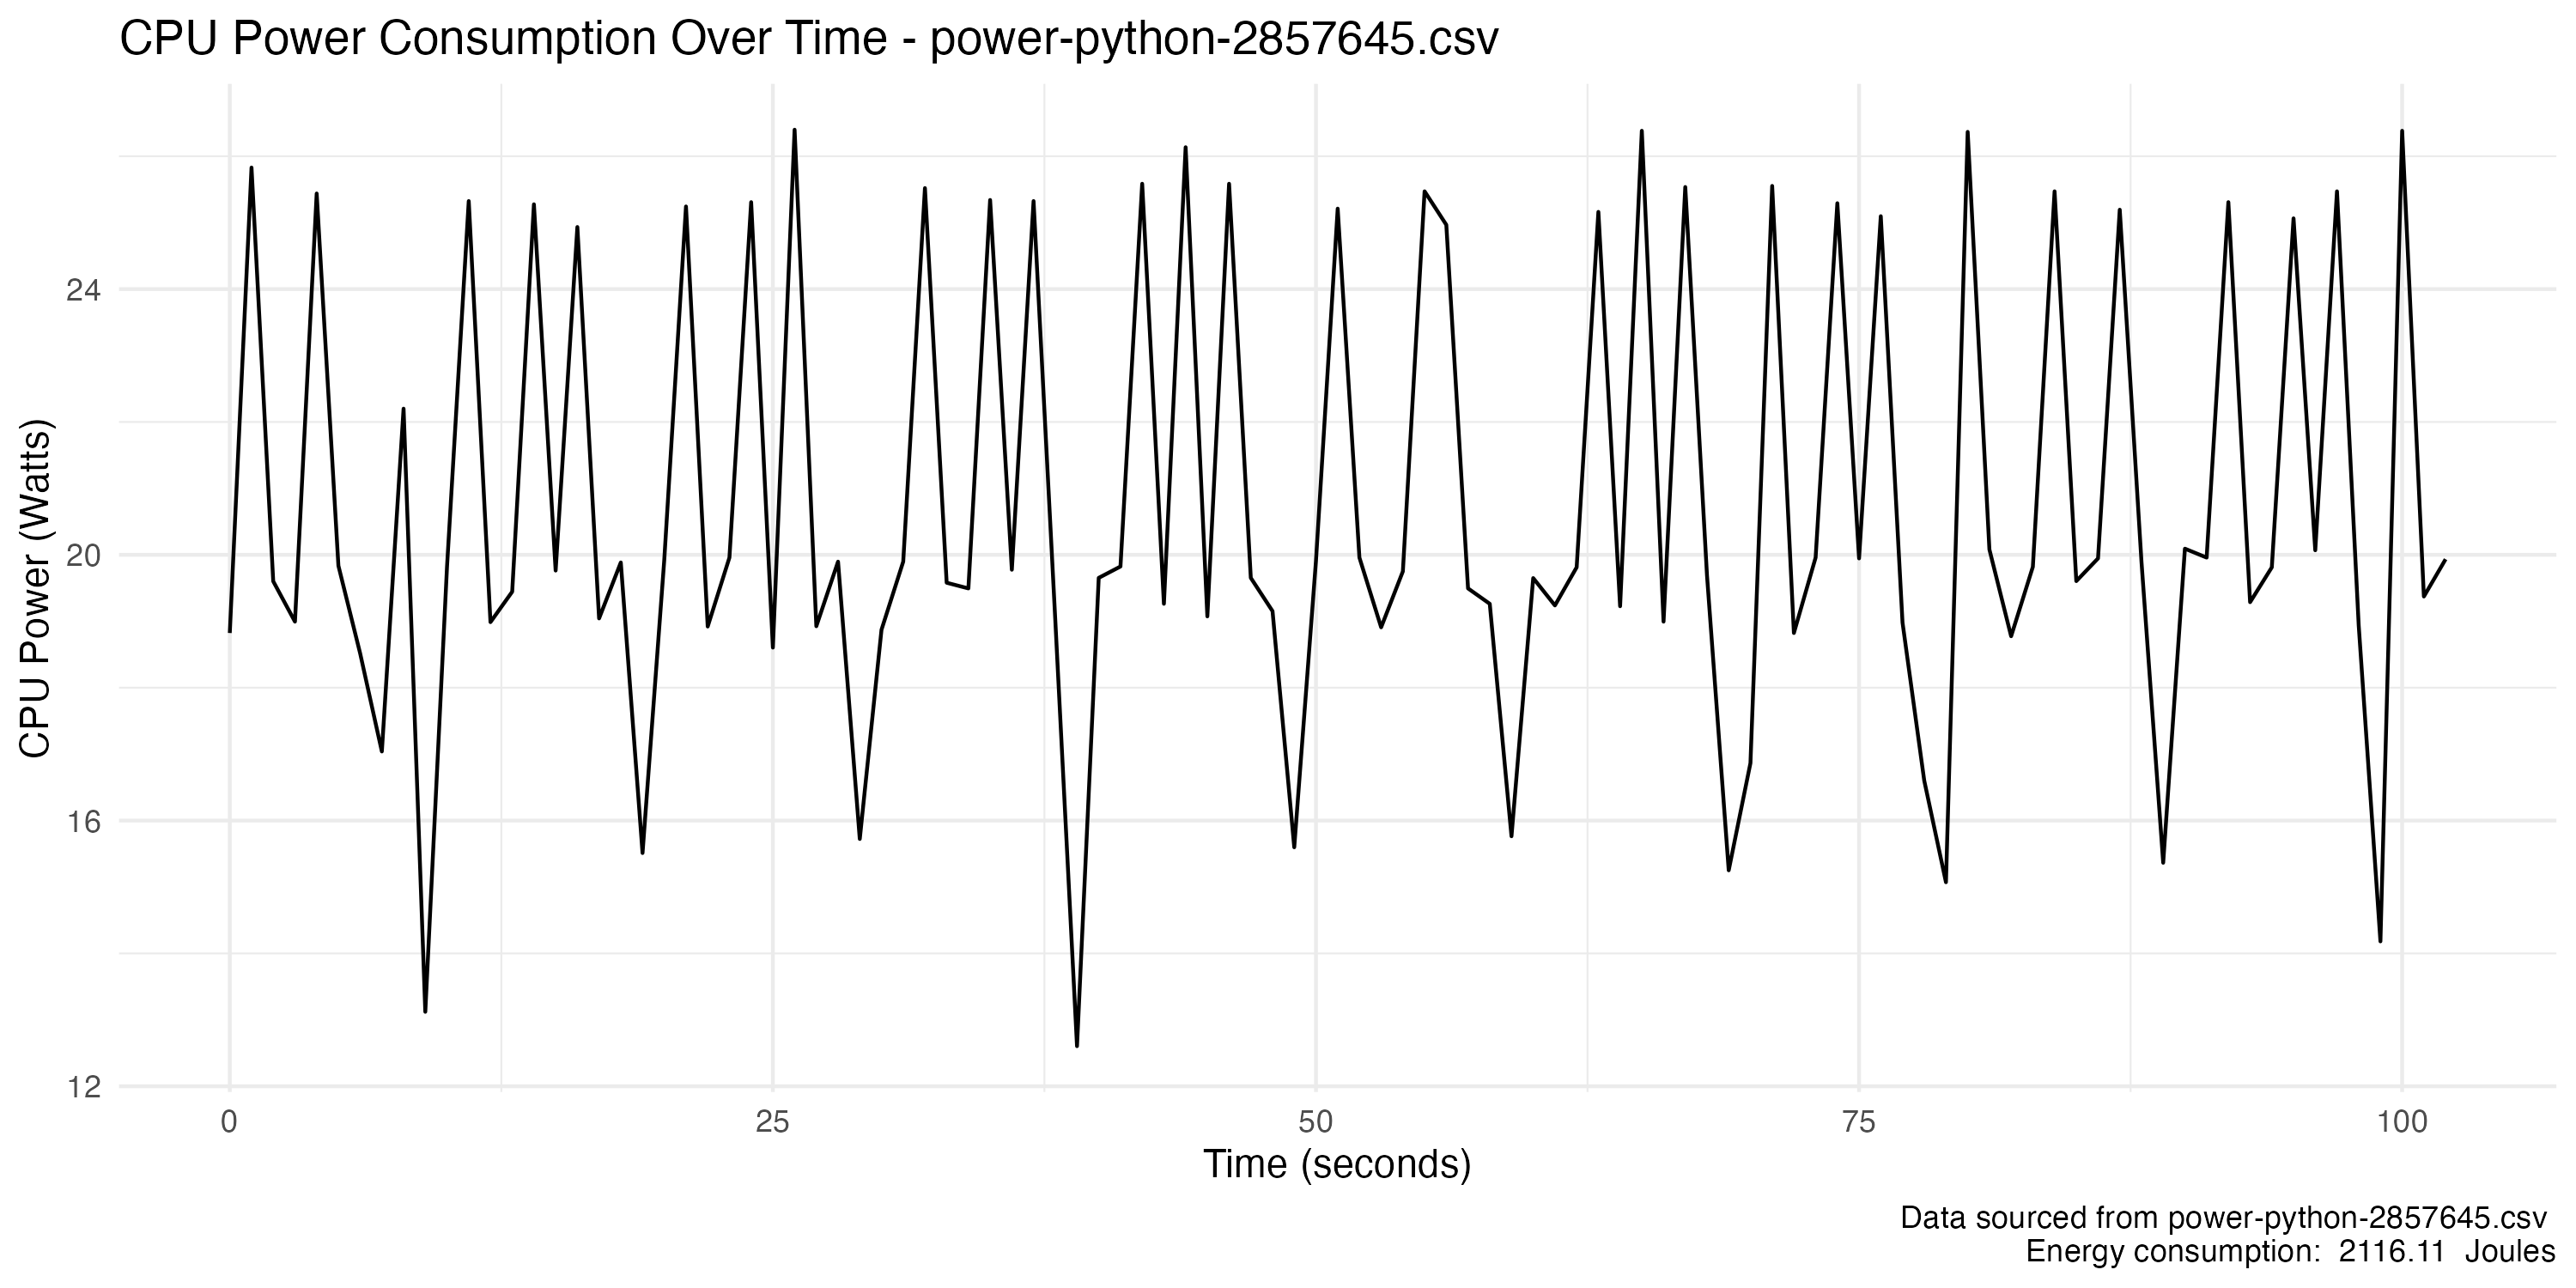 CPU Power Consumption Over Time - power-python-2857645.csv
CPU Power (Watts)
24
20
16
12
0 25 50 75 100
Time (seconds)
Data sourced from power-python-2857645.csv
Energy consumption: 2116.11 Joules